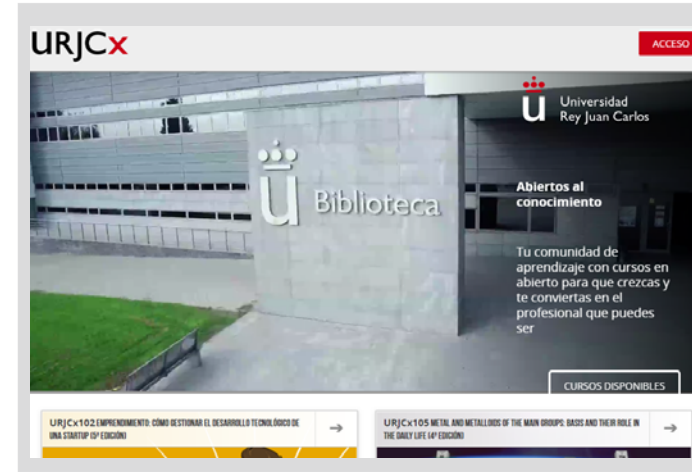 URJCx
ACCESO
Universidad
Rey Juan Carlos
Biblioteca
Abiertos al
conocimiento
Tu comunidad de
aprendizaje con cursos en
abierto para que crezcas y
te conviertas en el
profesional que puedes
ser
CURSOS DISPONIBLES
URJCx102 EMPRENDIMIENTO: CÓMO GESTIONAR EL DESARROLLO TECNOLÓGICO DE
UNA STARTUP (5ª EDICIÓN)
URJCx105 METAL AND METALLOIDS OF THE MAIN GROUPS: BASIS AND THEIR ROLE IN
THE DAILY LIFE (4ª EDICIÓN)